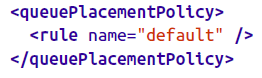 <queuePlacementPolicy>
<rule name="default" />
</queuePlacementPolicy>